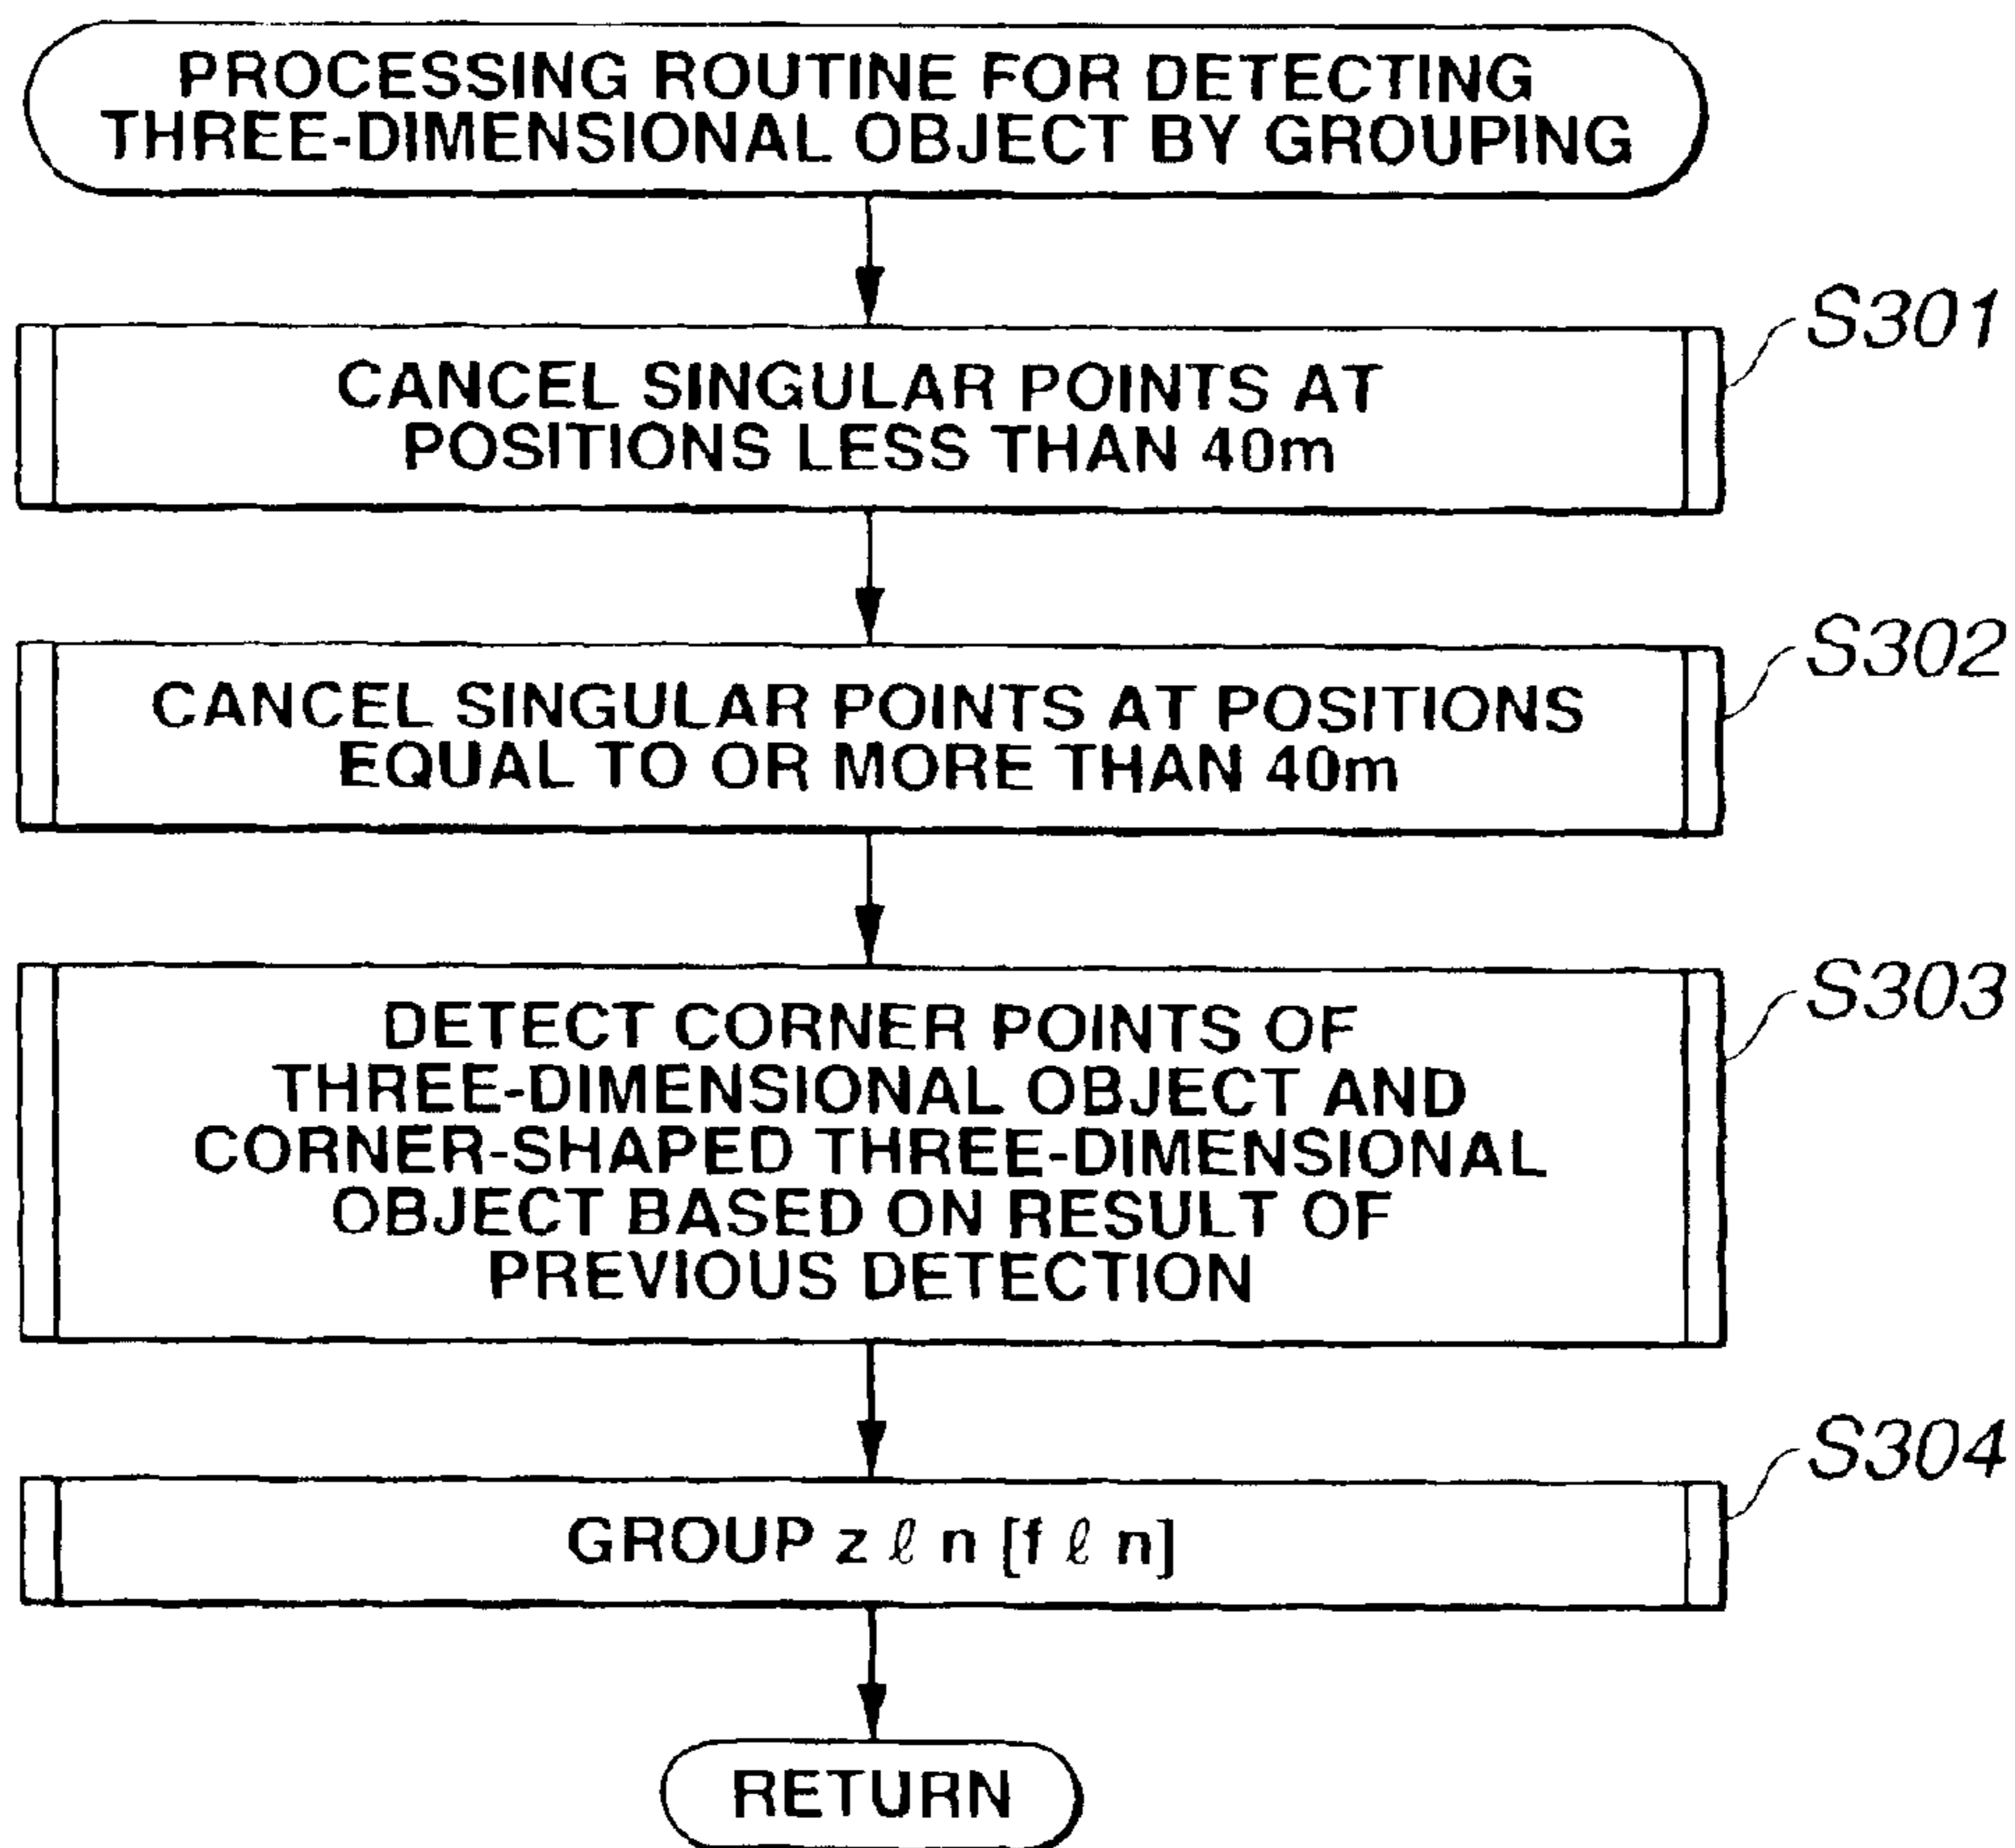 PROCESSING ROUTINE FOR DETECTING
THREE-DIMENSIONAL OBJECT BY GROUPING
S301
CANCEL SINGULAR POINTS AT
POSITIONS LESS THAN 40m
S302
CANCEL SINGULAR POINTS AT POSITIONS
EQUAL TO OR MORE THAN 40m
S303
DETECT CORNER POINTS OF
THREE-DIMENSIONAL OBJECT AND
CORNER-SHAPED THREE-DIMENSIONAL
OBJECT BASED ON RESULT OF
PREVIOUS DETECTION
S304
GROUP z ℓ n [f ℓ n]
RETURN